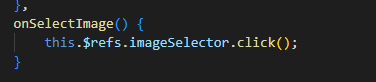 },
onSelectImage() {
    this.$refs.imageSelector.click();
}